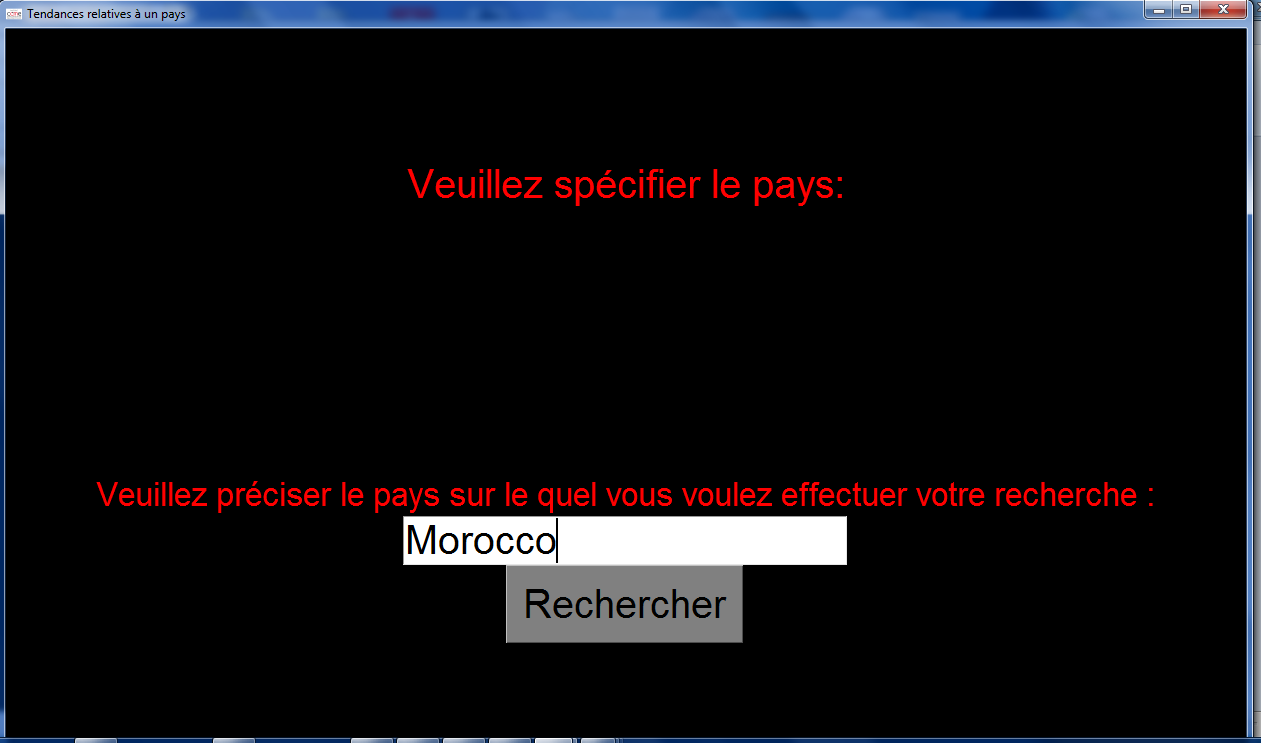 Tendances relatives à un pays
Veuillez spécifier le pays:
Veuillez préciser le pays sur le quel vous voulez effectuer votre recherche :
Morocco
Rechercher